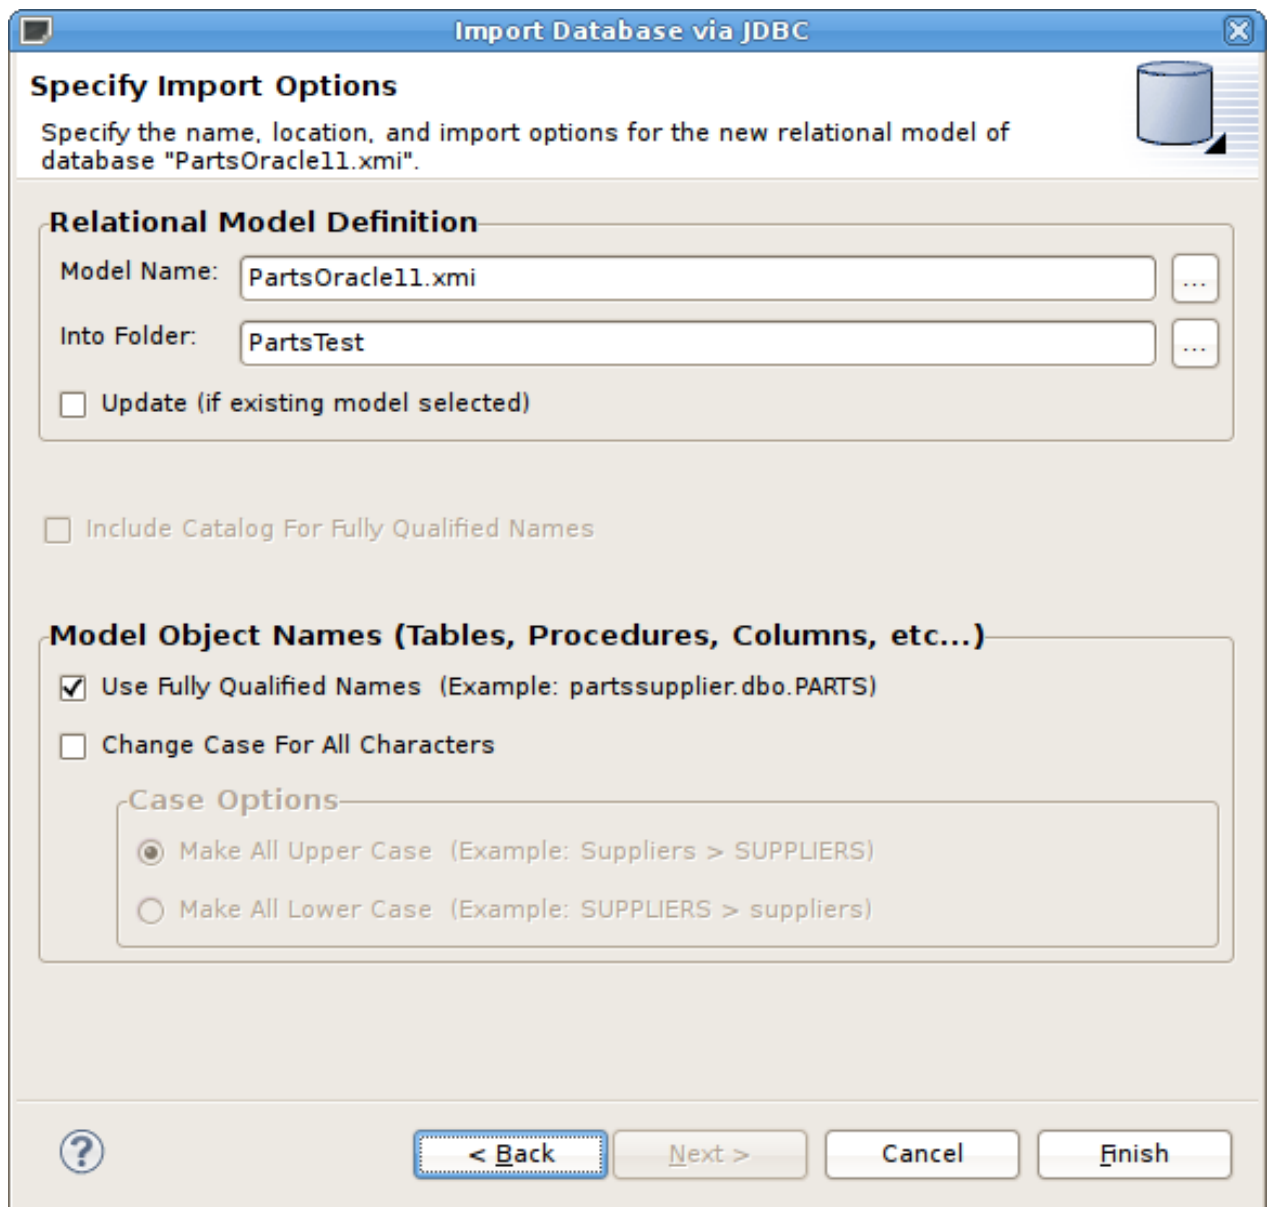 Import Database via JDBC
Specify Import Options
Specify the name, location, and import options for the new relational model of
database "PartsOracle11.xmi".
Relational Model Definition
Model Name: PartsOracle11.xmi ...
Into Folder: PartsTest ...
Update (if existing model selected)
Include Catalog For Fully Qualified Names
Model Object Names (Tables, Procedures, Columns, etc...)
Use Fully Qualified Names (Example: partssupplier.dbo.PARTS)
Change Case For All Characters
Case Options
Make All Upper Case (Example: Suppliers > SUPPLIERS)
Make All Lower Case (Example: SUPPLIERS > suppliers)
? < Back Next > Cancel Finish